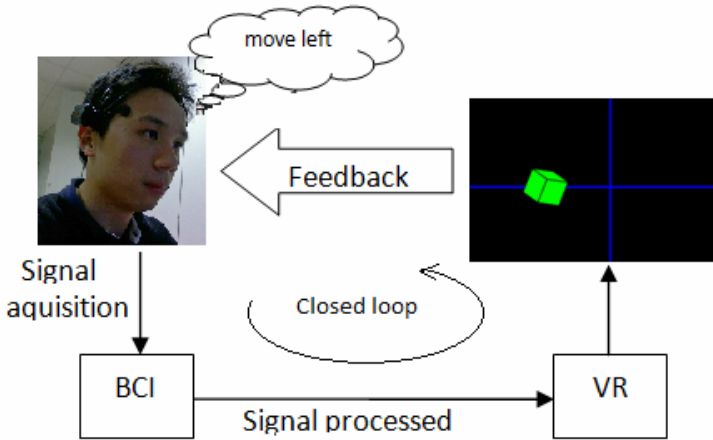 move left
Feedback
Signal
aquisition
Closed loop
BCI
VR
Signal processed